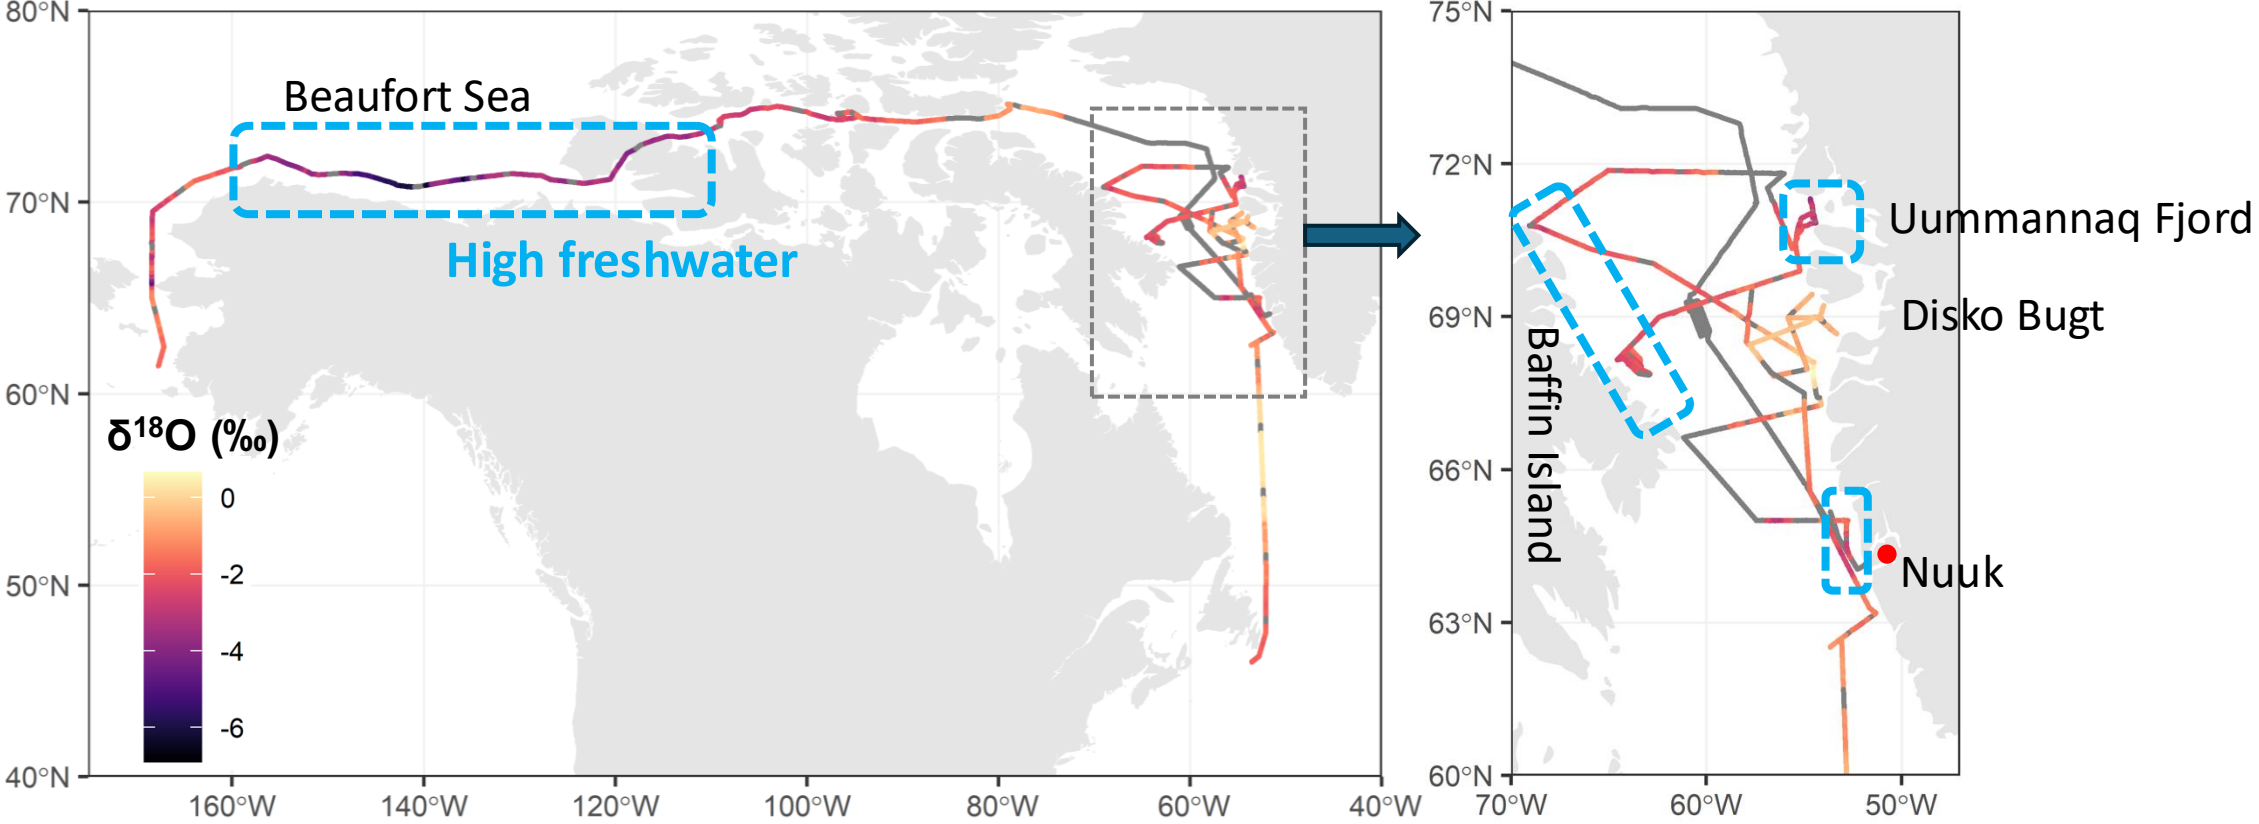 80°N
70°N
60°N
50°N
40°N
160°W
140°W
120°W
100°W
80°W
60°W
40°W
Beaufort Sea
High freshwater
δ¹⁸O (‰)
0
-2
-4
-6
75°N
72°N
69°N
66°N
63°N
60°N
70°W
60°W
50°W
Uummannaq Fjord
Disko Bugt
Baffin Island
Nuuk